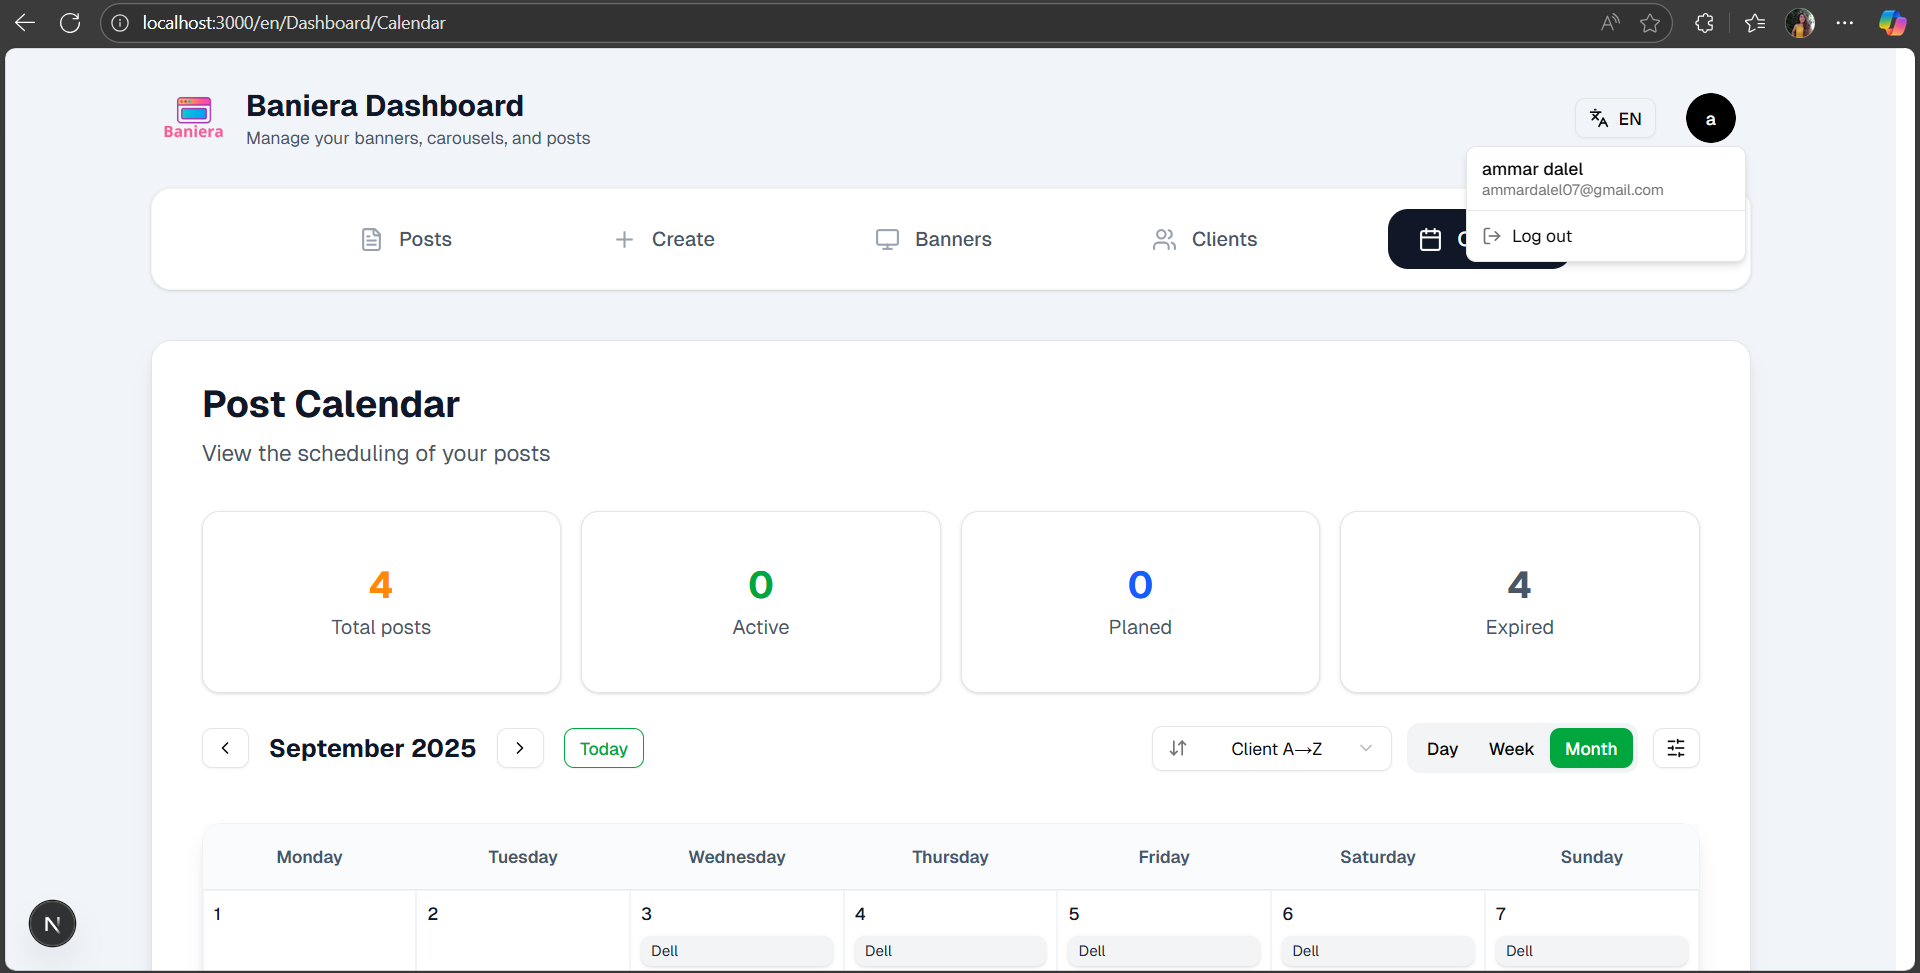 localhost:3000/en/Dashboard/Calendar
Baniera
Baniera Dashboard
Manage your banners, carousels, and posts
EN
a
ammar dalel
ammardalel07@gmail.com
Log out
Posts
Create
Banners
Clients
Post Calendar
View the scheduling of your posts
4
Total posts
0
Active
0
Planed
4
Expired
September 2025
Today
Client A→Z
Day
Week
Month
Monday
Tuesday
Wednesday
Thursday
Friday
Saturday
Sunday
1
2
3
4
5
6
7
Dell
Dell
Dell
Dell
Dell
N